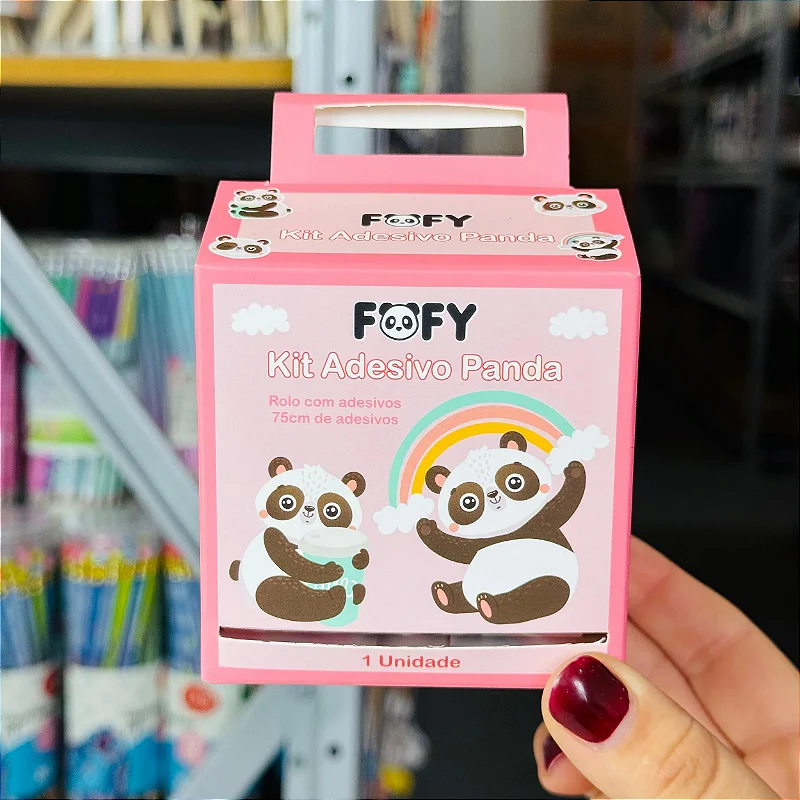 FOFY
Kit Adesivo Panda
FOFY
Kit Adesivo Panda
Rolo com adesivos
75cm de adesivos
1 Unidade